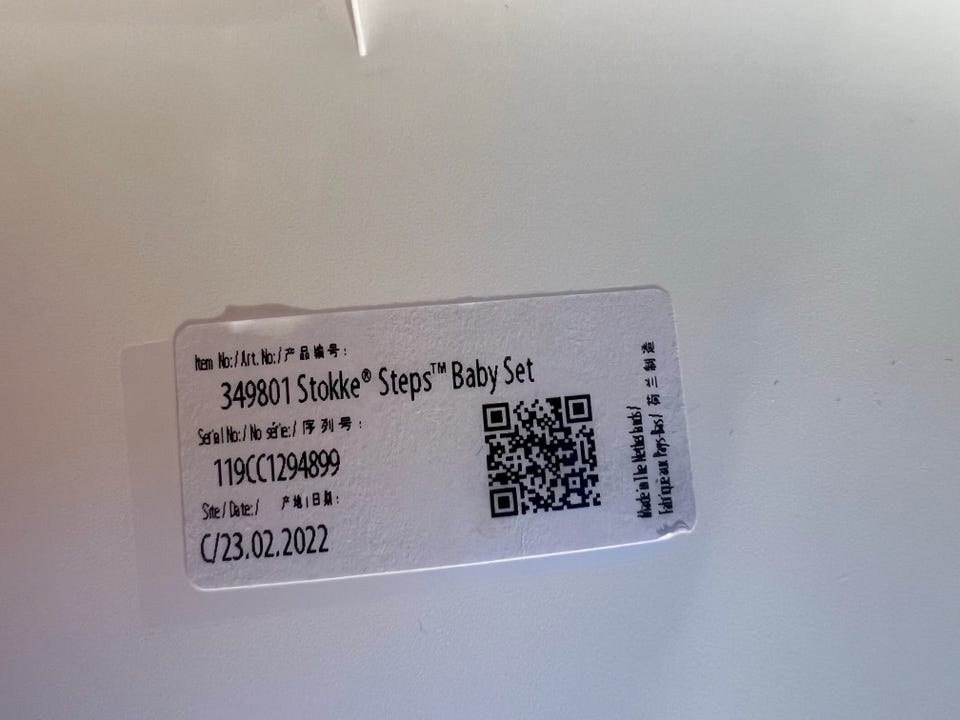 Item No:/Art. No:/产品编号:
349801 Stokke® Steps™ Baby Set
Serial No:/No série:/序列号:
119CC1294899
Site/Date:/ 产地|日期:
C/23.02.2022
Made in The Netherlands/
Fabriqué aux Pays-Bas/荷兰制造